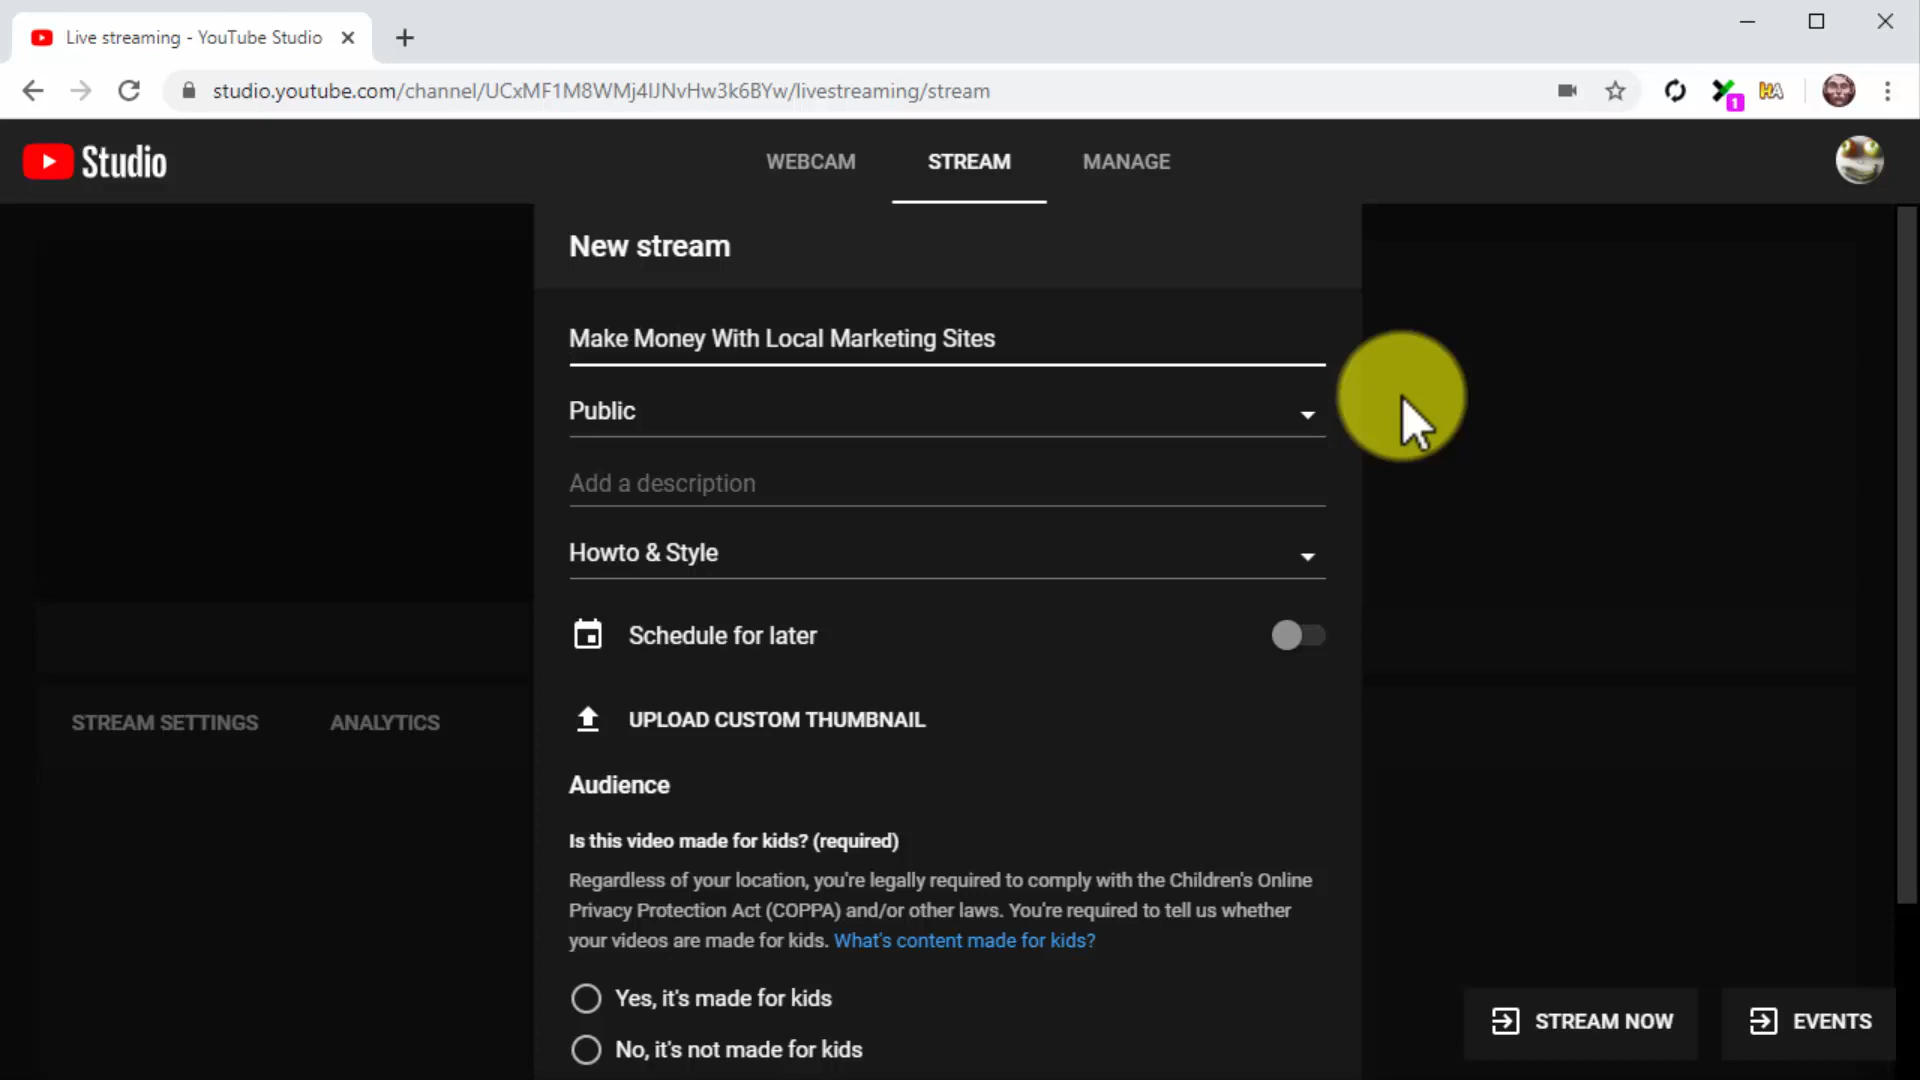 Live streaming - YouTube Studio
studio.youtube.com/channel/UCxMF1M8WMj4IJNvHw3k6BYw/livestreaming/stream
1
HA
Studio
WEBCAM
STREAM
MANAGE
New stream
Make Money With Local Marketing Sites
Public
Add a description
Howto & Style
Schedule for later
STREAM SETTINGS
ANALYTICS
UPLOAD CUSTOM THUMBNAIL
Audience
Is this video made for kids? (required)
Regardless of your location, you're legally required to comply with the Children's Online
Privacy Protection Act (COPPA) and/or other laws. You're required to tell us whether
your videos are made for kids. What's content made for kids?
Yes, it's made for kids
No, it's not made for kids
STREAM NOW
EVENTS